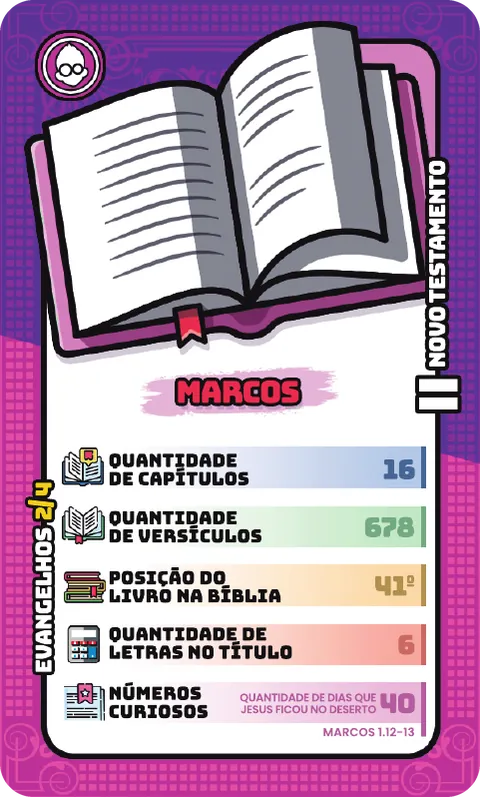 NOVO TESTAMENTO
MARCOS
EVANGELHOS 2/4
QUANTIDADE
DE CAPÍTULOS
16
QUANTIDADE
DE VERSÍCULOS
678
POSIÇÃO DO
LIVRO NA BÍBLIA
41º
QUANTIDADE DE
LETRAS NO TÍTULO
6
NÚMEROS
CURIOSOS
QUANTIDADE DE DIAS QUE
JESUS FICOU NO DESERTO
40
MARCOS 1.12-13